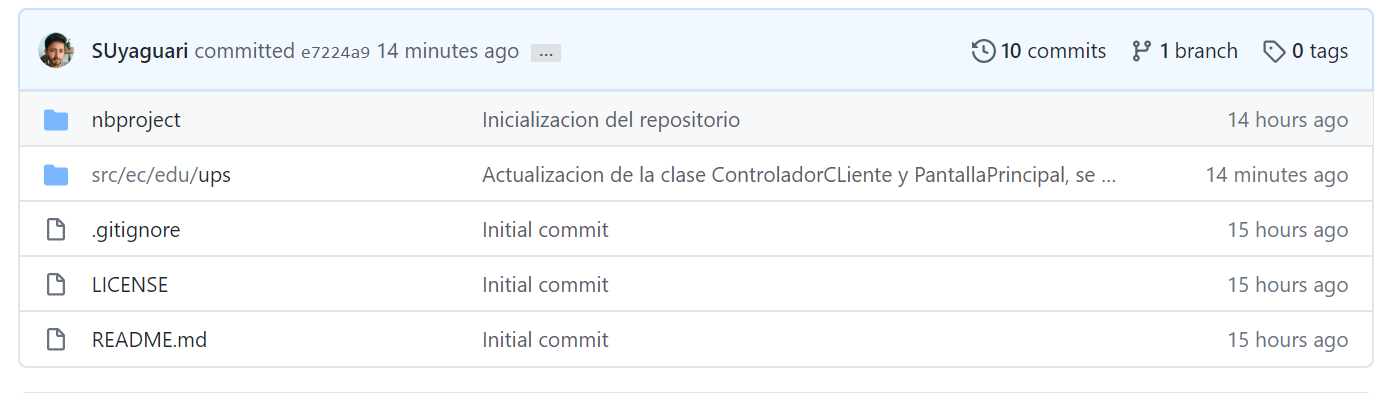 SUyaguari committed e7224a9 14 minutes ago ... 10 commits 1 branch 0 tags
nbproject Inicializacion del repositorio 14 hours ago
src/ec/edu/ups Actualizacion de la clase ControladorCLiente y PantallaPrincipal, se ... 14 minutes ago
.gitignore Initial commit 15 hours ago
LICENSE Initial commit 15 hours ago
README.md Initial commit 15 hours ago